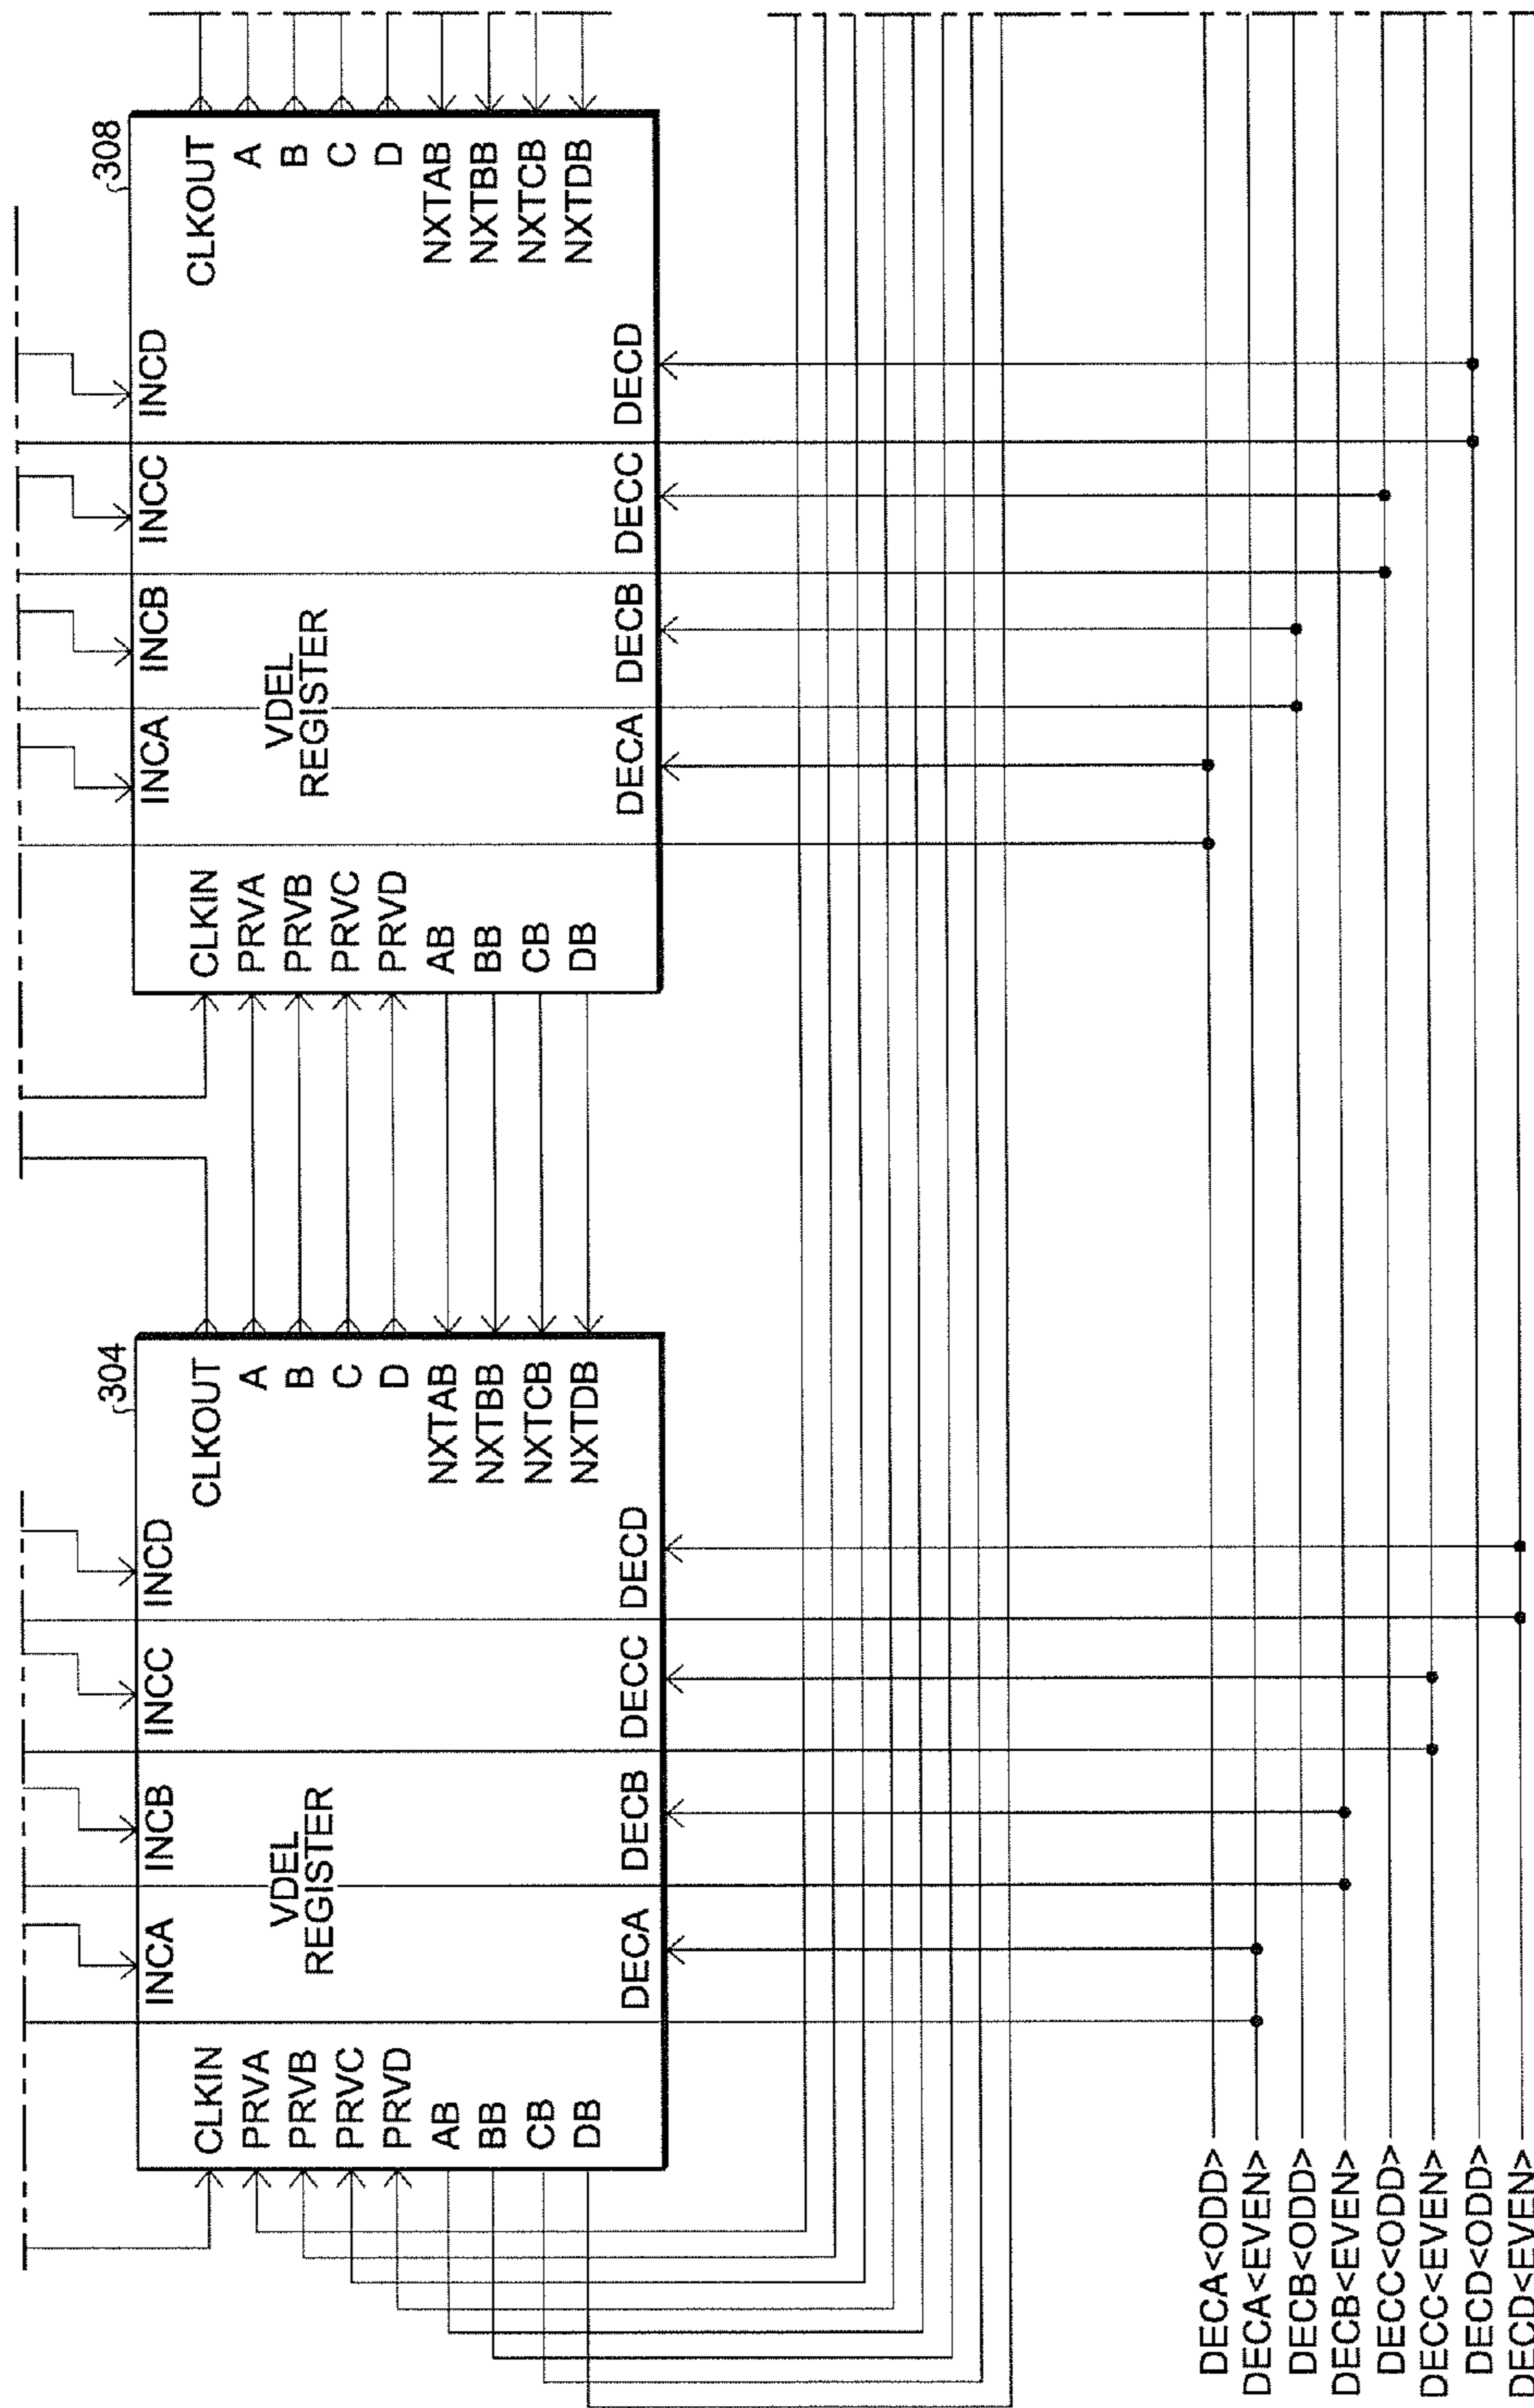 304
INCA
INCB
INCC
INCD
CLKIN
PRVA
PRVB
PRVC
PRVD
AB
BB
CB
DB
VDEL
REGISTER
CLKOUT
A
B
C
D
NXTAB
NXTBB
NXTCB
NXTDB
DECA
DECB
DECC
DECD
308
INCA
INCB
INCC
INCD
CLKIN
PRVA
PRVB
PRVC
PRVD
AB
BB
CB
DB
VDEL
REGISTER
CLKOUT
A
B
C
D
NXTAB
NXTBB
NXTCB
NXTDB
DECA
DECB
DECC
DECD
DECA<ODD>
DECA<EVEN>
DECB<ODD>
DECB<EVEN>
DECC<ODD>
DECC<EVEN>
DECD<ODD>
DECD<EVEN>